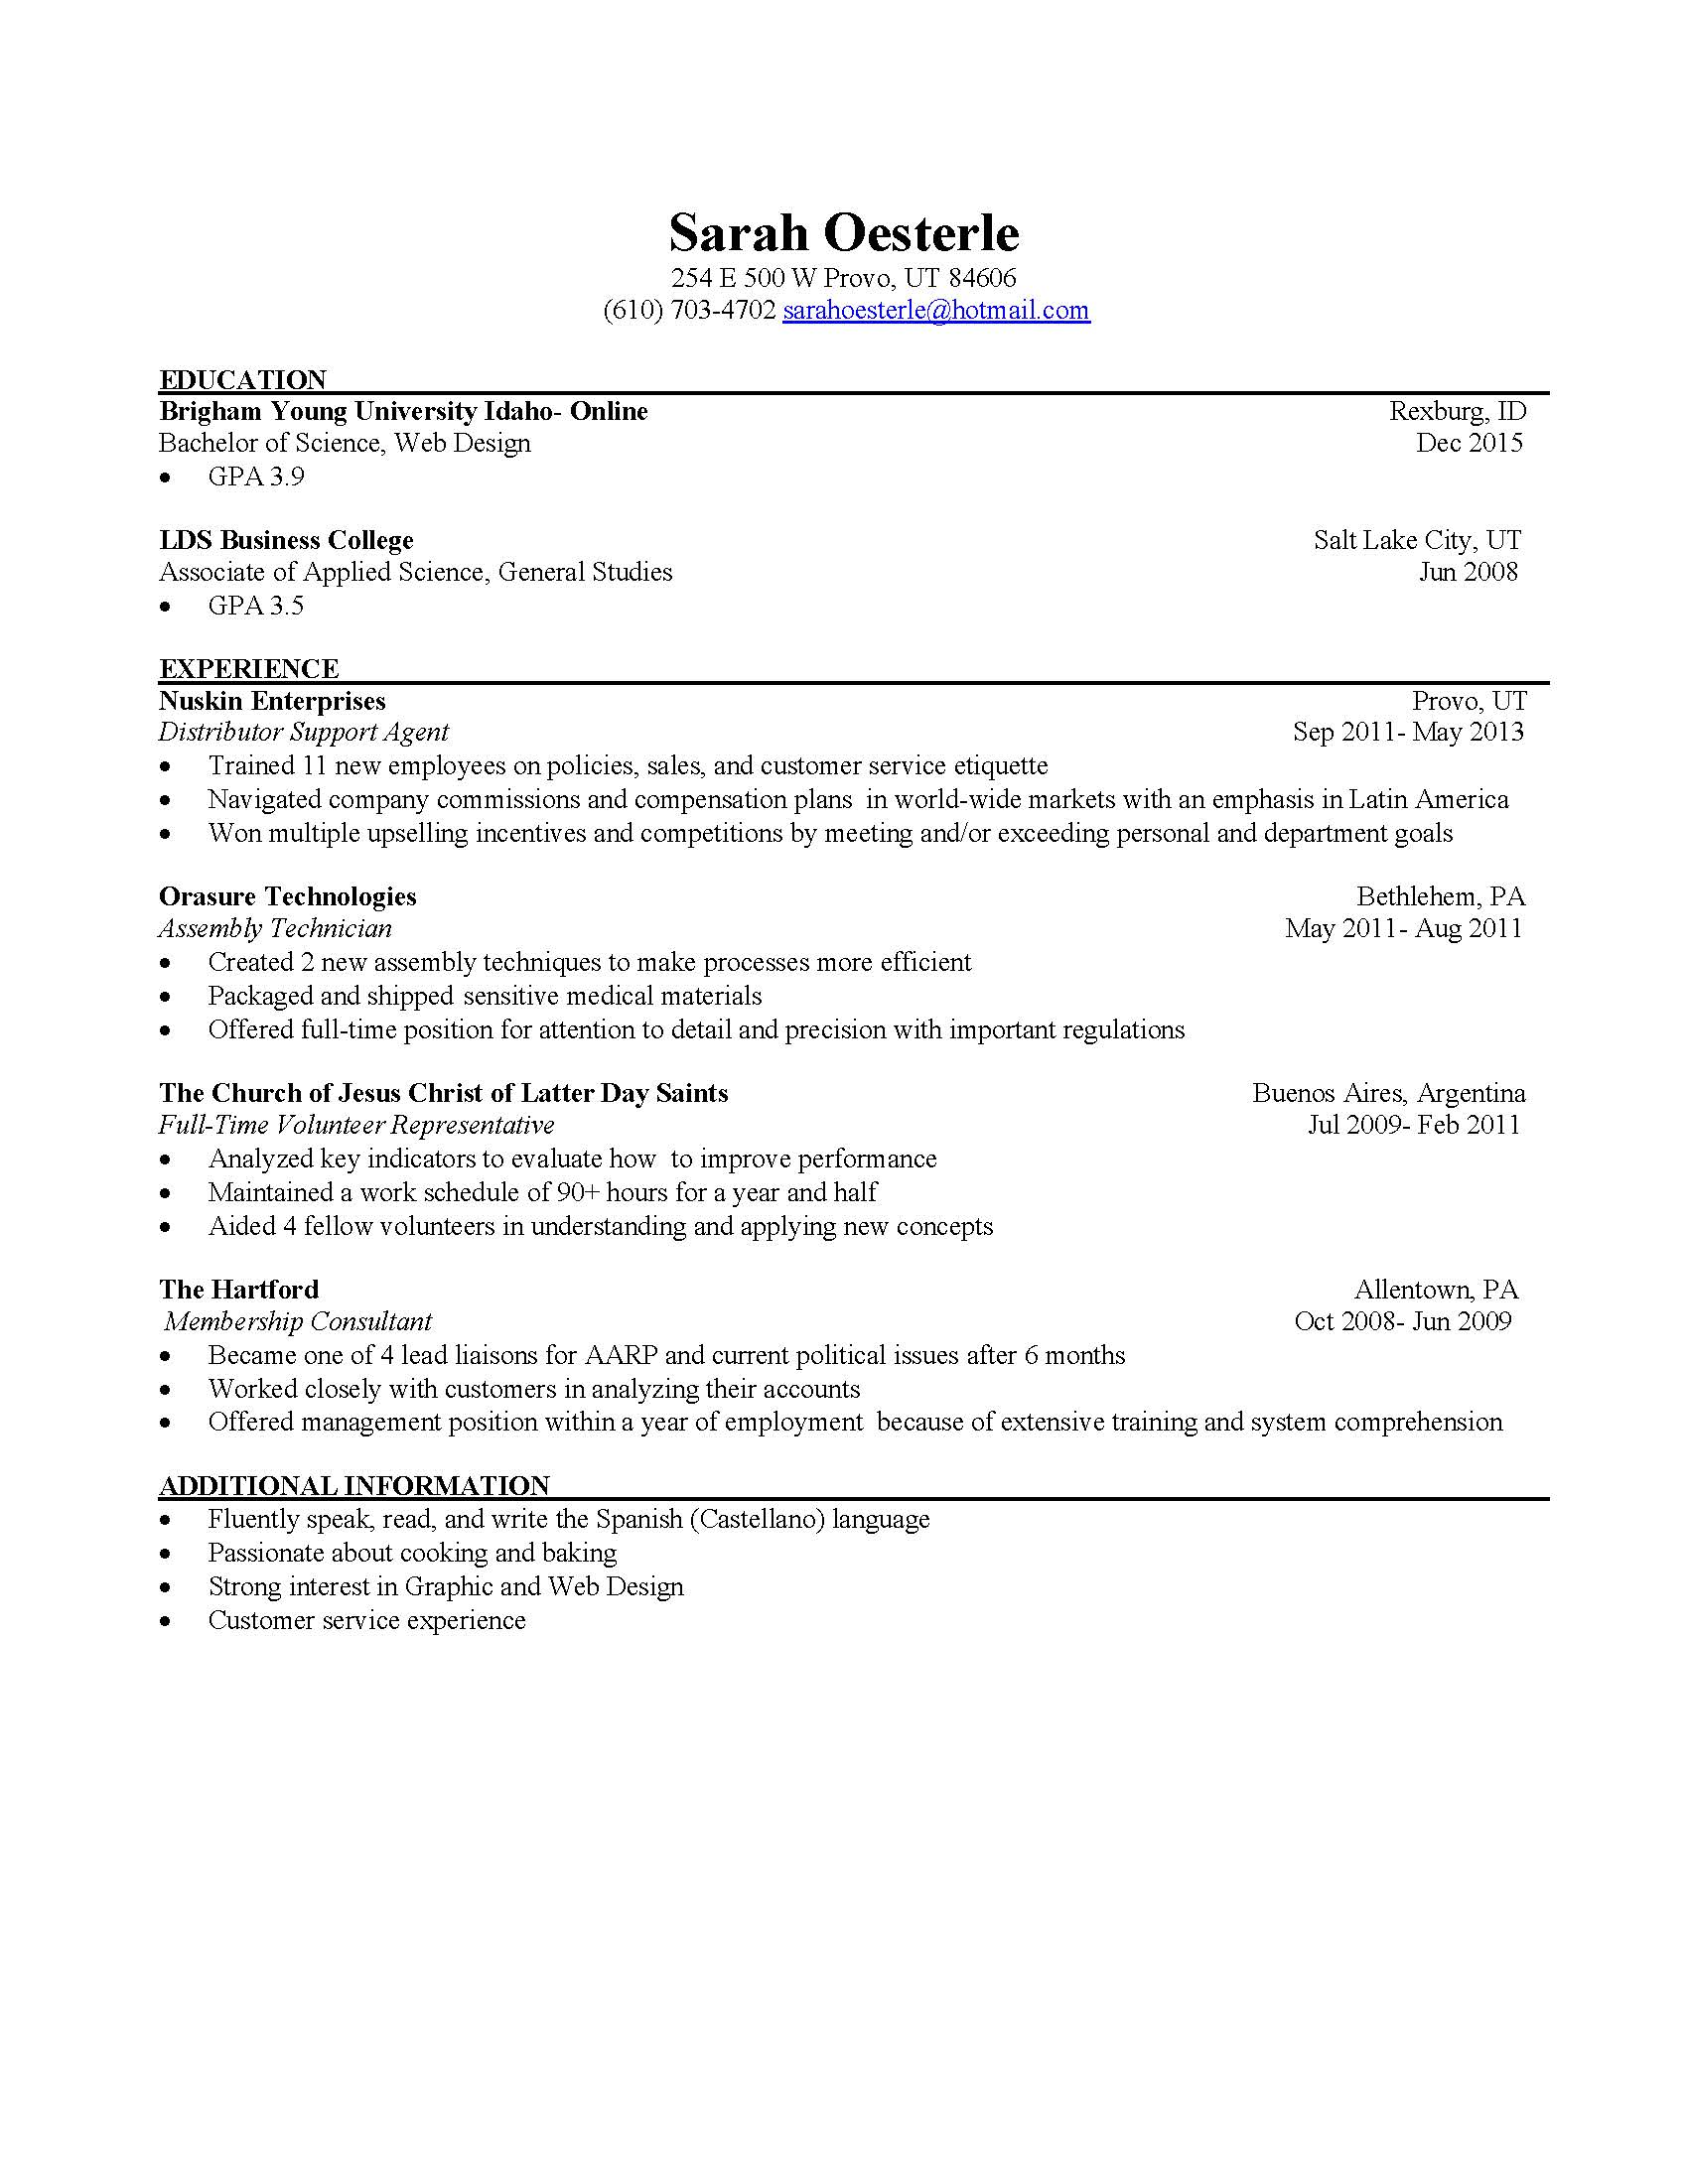 Sarah Oesterle
254 E 500 W Provo, UT 84606
(610) 703-4702 sarahoesterle@hotmail.com
EDUCATION
Brigham Young University Idaho- Online Rexburg, ID
Bachelor of Science, Web Design Dec 2015
• GPA 3.9
LDS Business College Salt Lake City, UT
Associate of Applied Science, General Studies Jun 2008
• GPA 3.5
EXPERIENCE
Nuskin Enterprises Provo, UT
Distributor Support Agent Sep 2011- May 2013
• Trained 11 new employees on policies, sales, and customer service etiquette
• Navigated company commissions and compensation plans in world-wide markets with an emphasis in Latin America
• Won multiple upselling incentives and competitions by meeting and/or exceeding personal and department goals
Orasure Technologies Bethlehem, PA
Assembly Technician May 2011- Aug 2011
• Created 2 new assembly techniques to make processes more efficient
• Packaged and shipped sensitive medical materials
• Offered full-time position for attention to detail and precision with important regulations
The Church of Jesus Christ of Latter Day Saints Buenos Aires, Argentina
Full-Time Volunteer Representative Jul 2009- Feb 2011
• Analyzed key indicators to evaluate how to improve performance
• Maintained a work schedule of 90+ hours for a year and half
• Aided 4 fellow volunteers in understanding and applying new concepts
The Hartford Allentown, PA
Membership Consultant Oct 2008- Jun 2009
• Became one of 4 lead liaisons for AARP and current political issues after 6 months
• Worked closely with customers in analyzing their accounts
• Offered management position within a year of employment because of extensive training and system comprehension
ADDITIONAL INFORMATION
• Fluently speak, read, and write the Spanish (Castellano) language
• Passionate about cooking and baking
• Strong interest in Graphic and Web Design
• Customer service experience